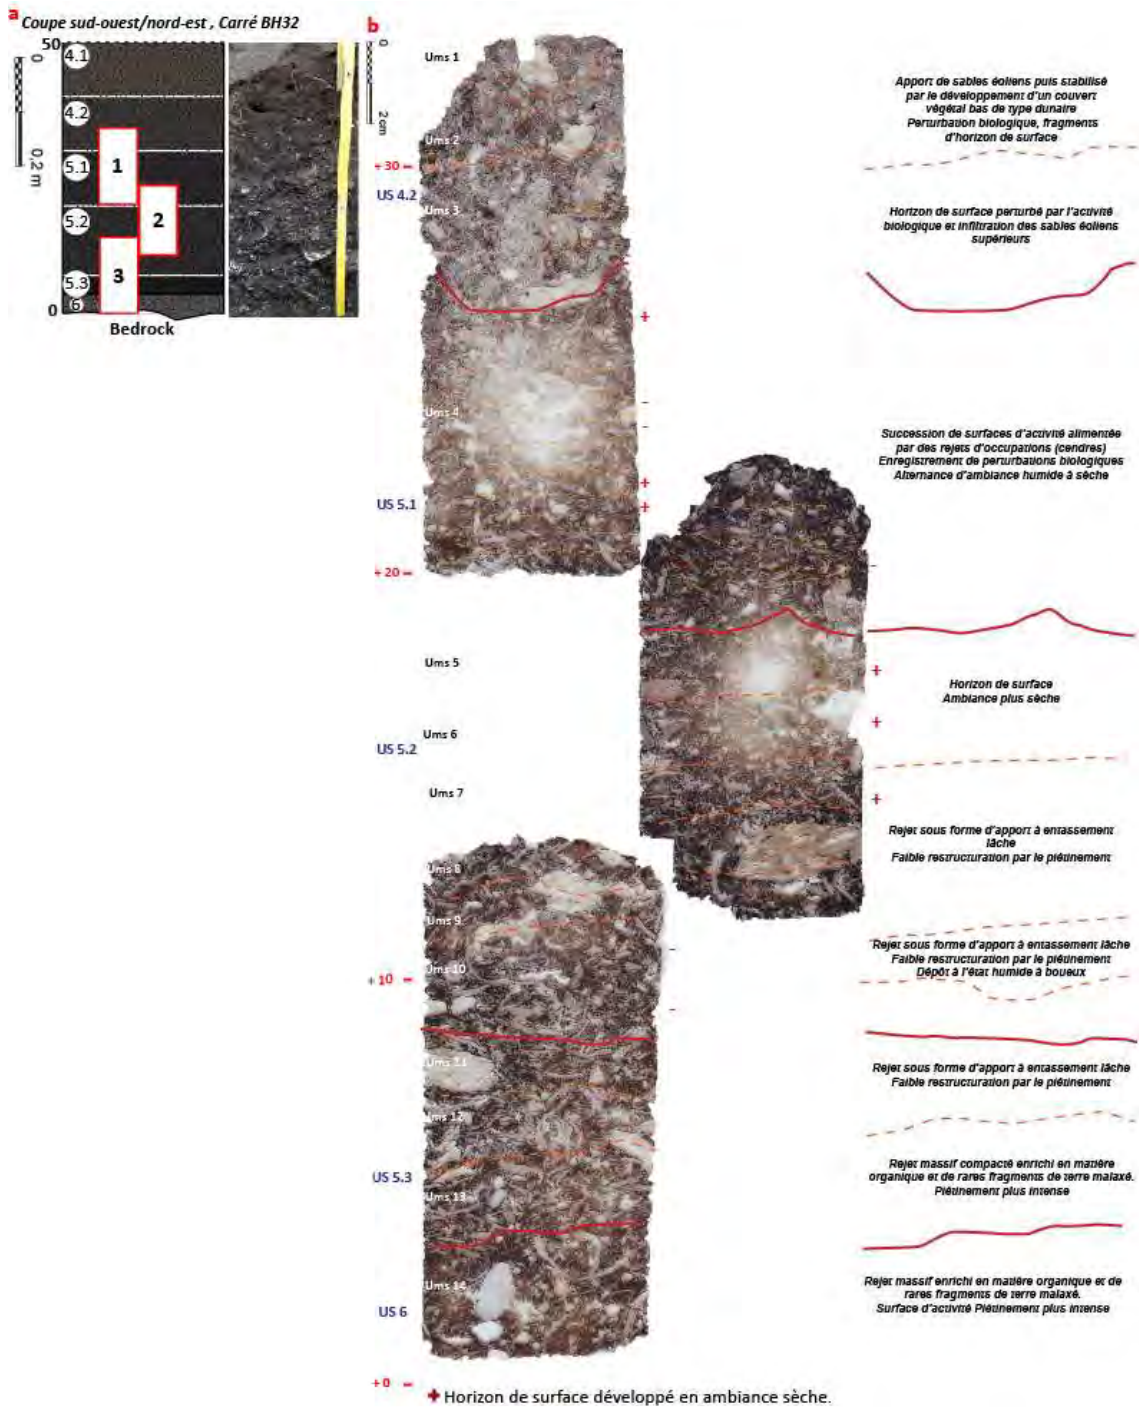 a
Coupe sud-ouest/nord-est , Carré BH32
b
50
4.1
4.2
5.1
5.2
5.3
6
0
0
0,2 m
1
2
3
Bedrock
0
2 cm
Ums 1
Ums 2
+ 30
US 4.2
Ums 3
Ums 4
US 5.1
+ 20
Ums 5
Ums 6
US 5.2
Ums 7
Ums 8
Ums 9
Ums 10
+ 10
Ums 11
Ums 12
US 5.3
Ums 13
Ums 14
US 6
+ 0
Apport de sables éoliens puis stabilisé
par le développement d'un couvert
végétal bas de type dunaire
Perturbation biologique, fragments
d'horizon de surface
Horizon de surface perturbé par l'activité
biologique et infiltration des sables éoliens
supérieurs
+
-
-
+
+
Succession de surfaces d'activité alimentée
par des rejets d'occupations (cendres)
Enregistrement de perturbations biologiques
Alternance d'ambiance humide à sèche
-
+
+
+
Horizon de surface
Ambiance plus sèche
Rejet sous forme d'apport à entassement
lâche
Faible restructuration par le piétinement
-
-
Rejet sous forme d'apport à entassement lâche
Faible restructuration par le piétinement
Dépôt à l'état humide à boueux
Rejet sous forme d'apport à entassement lâche
Faible restructuration par le piétinement
Rejet massif compacté enrichi en matière
organique et de rares fragments de terre malaxé.
Piétinement plus intense
Rejet massif enrichi en matière organique et de
rares fragments de terre malaxé.
Surface d'activité Piétinement plus intense
+ Horizon de surface développé en ambiance sèche.